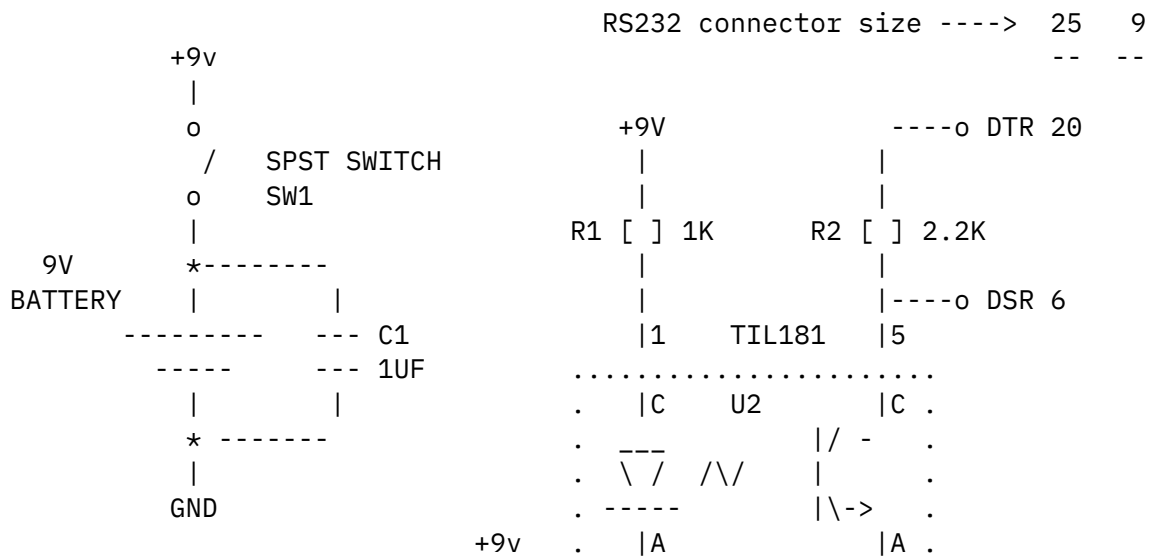 RS232 connector size ----> 25 9
+9v -- --
|
o +9V ----o DTR 20
/ SPST SWITCH | |
o SW1 | |
| R1 [ ] 1K R2 [ ] 2.2K
9V *-------- | |
BATTERY | | | |----o DSR 6
--------- --- C1 |1 TIL181 |5
----- --- 1UF .......................
| | . |C U2 |C .
* ------- . ___ |/ - .
| . \ / /\/ | .
GND . ----- |\-> .
+9v . |A |A .